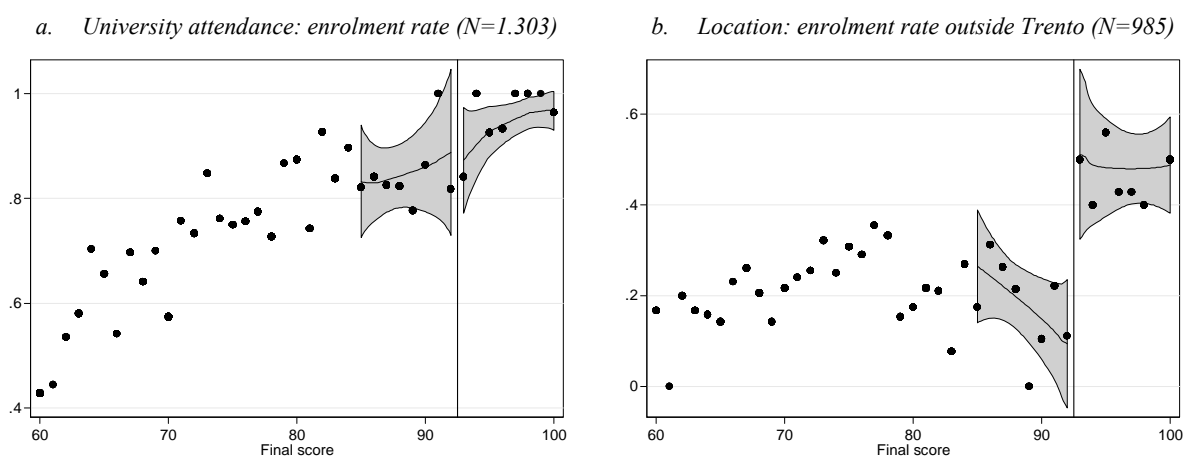 a. University attendance: enrolment rate (N=1.303)
1
.8
.6
.4
60 70 80 90 100
Final score
b. Location: enrolment rate outside Trento (N=985)
.6
.4
.2
0
60 70 80 90 100
Final score